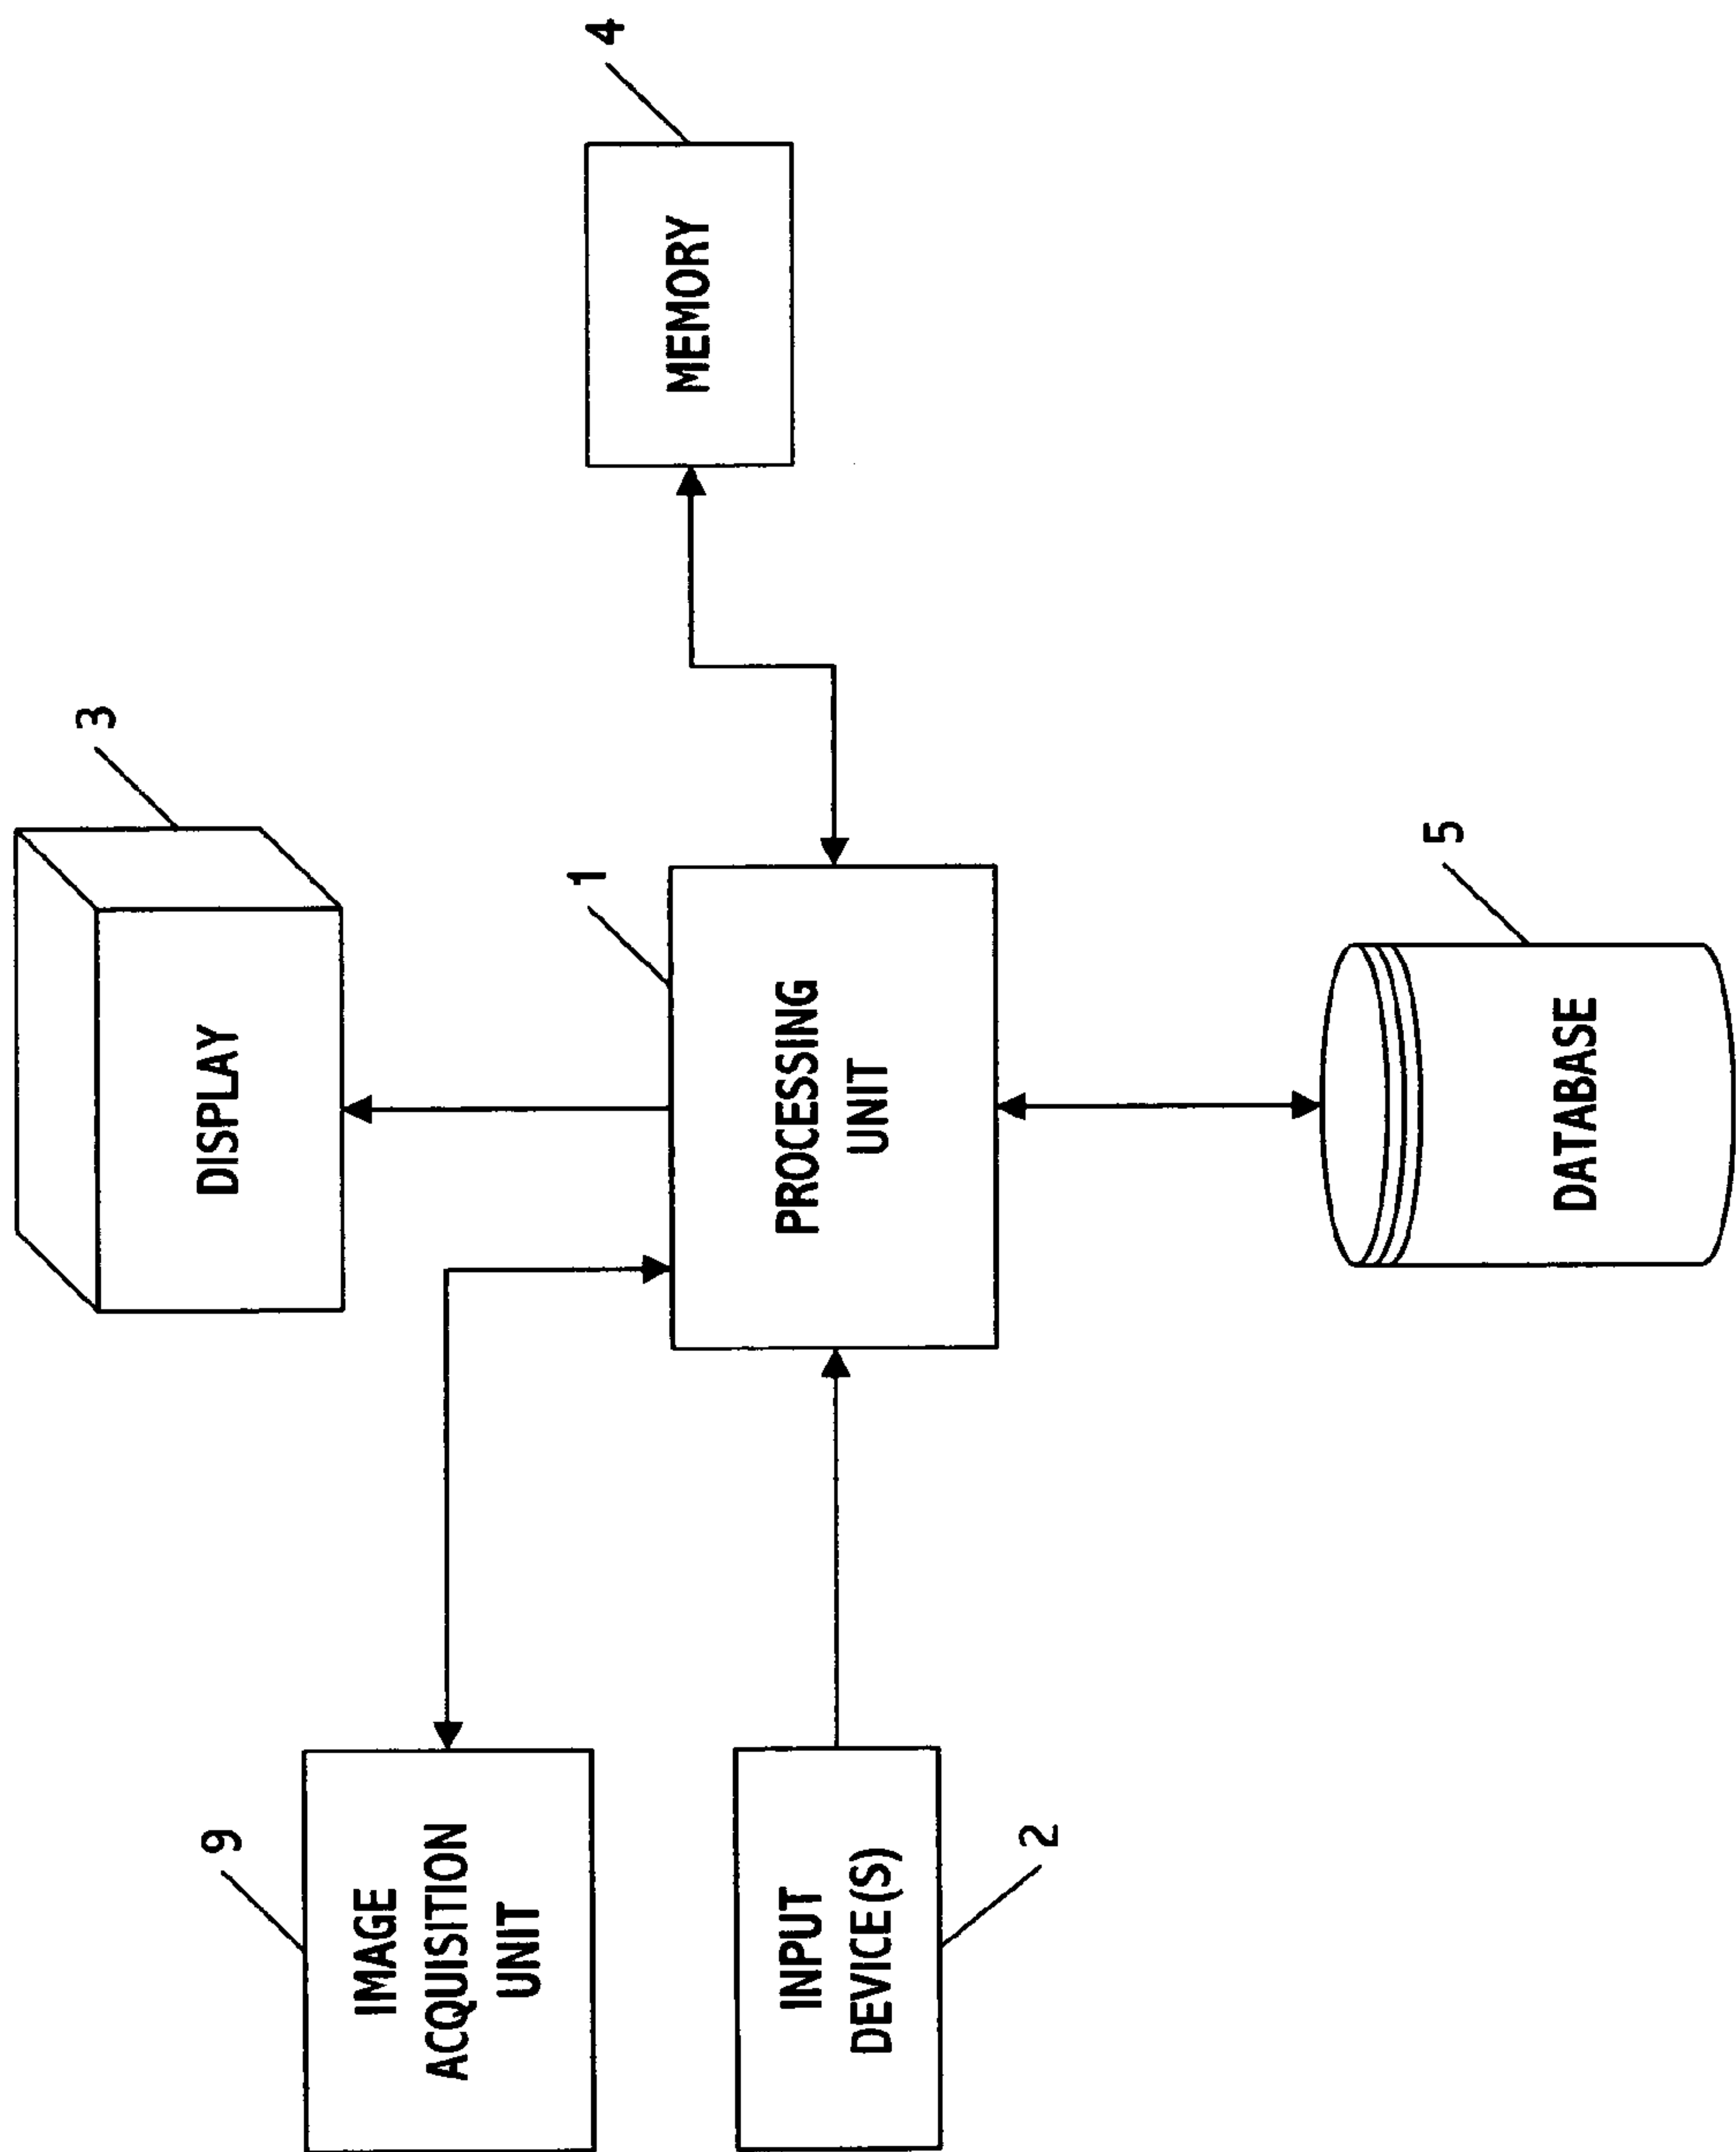 3
DISPLAY
9
IMAGE
ACQUISITION
UNIT
1
PROCESSING
UNIT
4
MEMORY
INPUT
DEVICE(S)
2
5
DATABASE